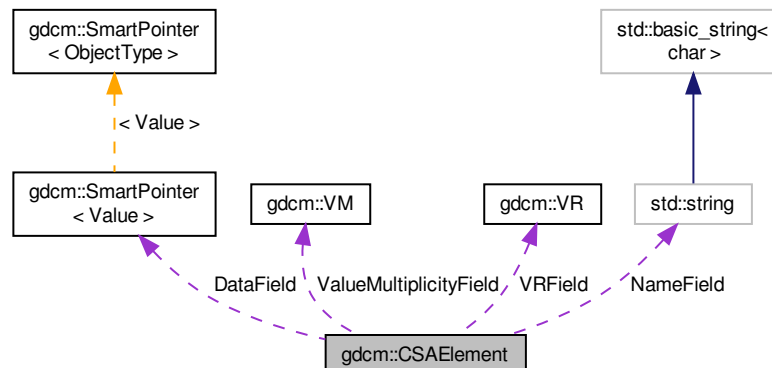 gdcm::SmartPointer
< ObjectType >
std::basic_string<
char >
< Value >
gdcm::SmartPointer
< Value >
gdcm::VM
gdcm::VR
std::string
DataField
ValueMultiplicityField
VRField
NameField
gdcm::CSAElement